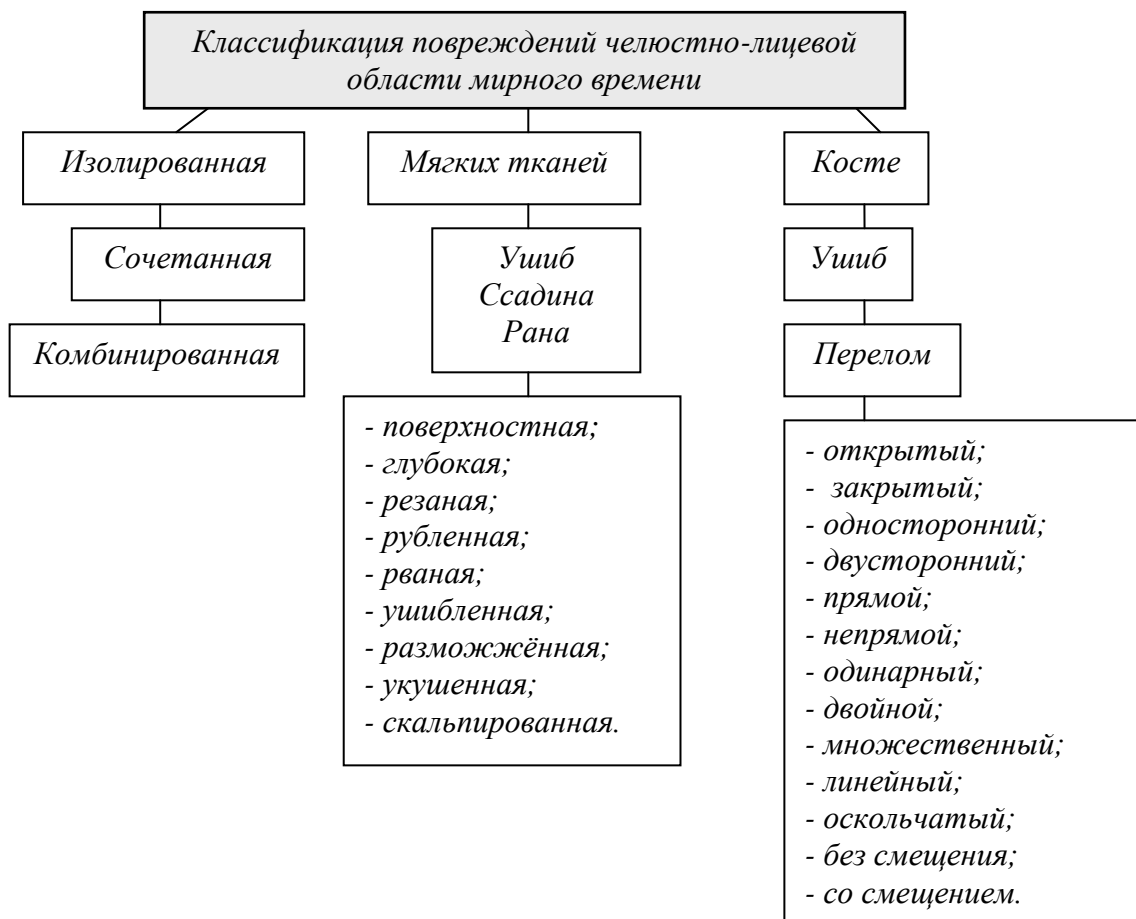 Классификация повреждений челюстно-лицевой
области мирного времени
Изолированная
Сочетанная
Комбинированная
Мягких тканей
Ушиб
Ссадина
Рана
- поверхностная;
- глубокая;
- резаная;
- рубленная;
- рваная;
- ушибленная;
- размозжённая;
- укушенная;
- скальпированная.
Косте
Ушиб
Перелом
- открытый;
- закрытый;
- односторонний;
- двусторонний;
- прямой;
- непрямой;
- одинарный;
- двойной;
- множественный;
- линейный;
- оскольчатый;
- без смещения;
- со смещением.